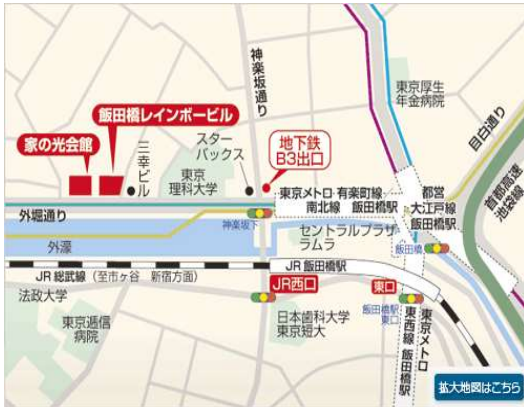 神楽坂通り
東京厚生
年金病院
目白通り
首都高速
池袋線
飯田橋レインボービル
家の光会館
三幸ビル
スター
バックス
地下鉄
B3出口
東京
理科大学
東京メトロ・有楽町線・
南北線 飯田橋駅
都営
大江戸線
飯田橋駅
外堀通り
神楽坂下
外濠
セントラルプラザ
ラムラ
飯田橋
JR 総武線（至市ヶ谷 新宿方面）
JR 飯田橋駅
法政大学
JR西口
東口
東京逓信
病院
日本歯科大学
東京短大
飯田橋駅
東口
東京メトロ
東西線 飯田橋駅
拡大地図はこちら